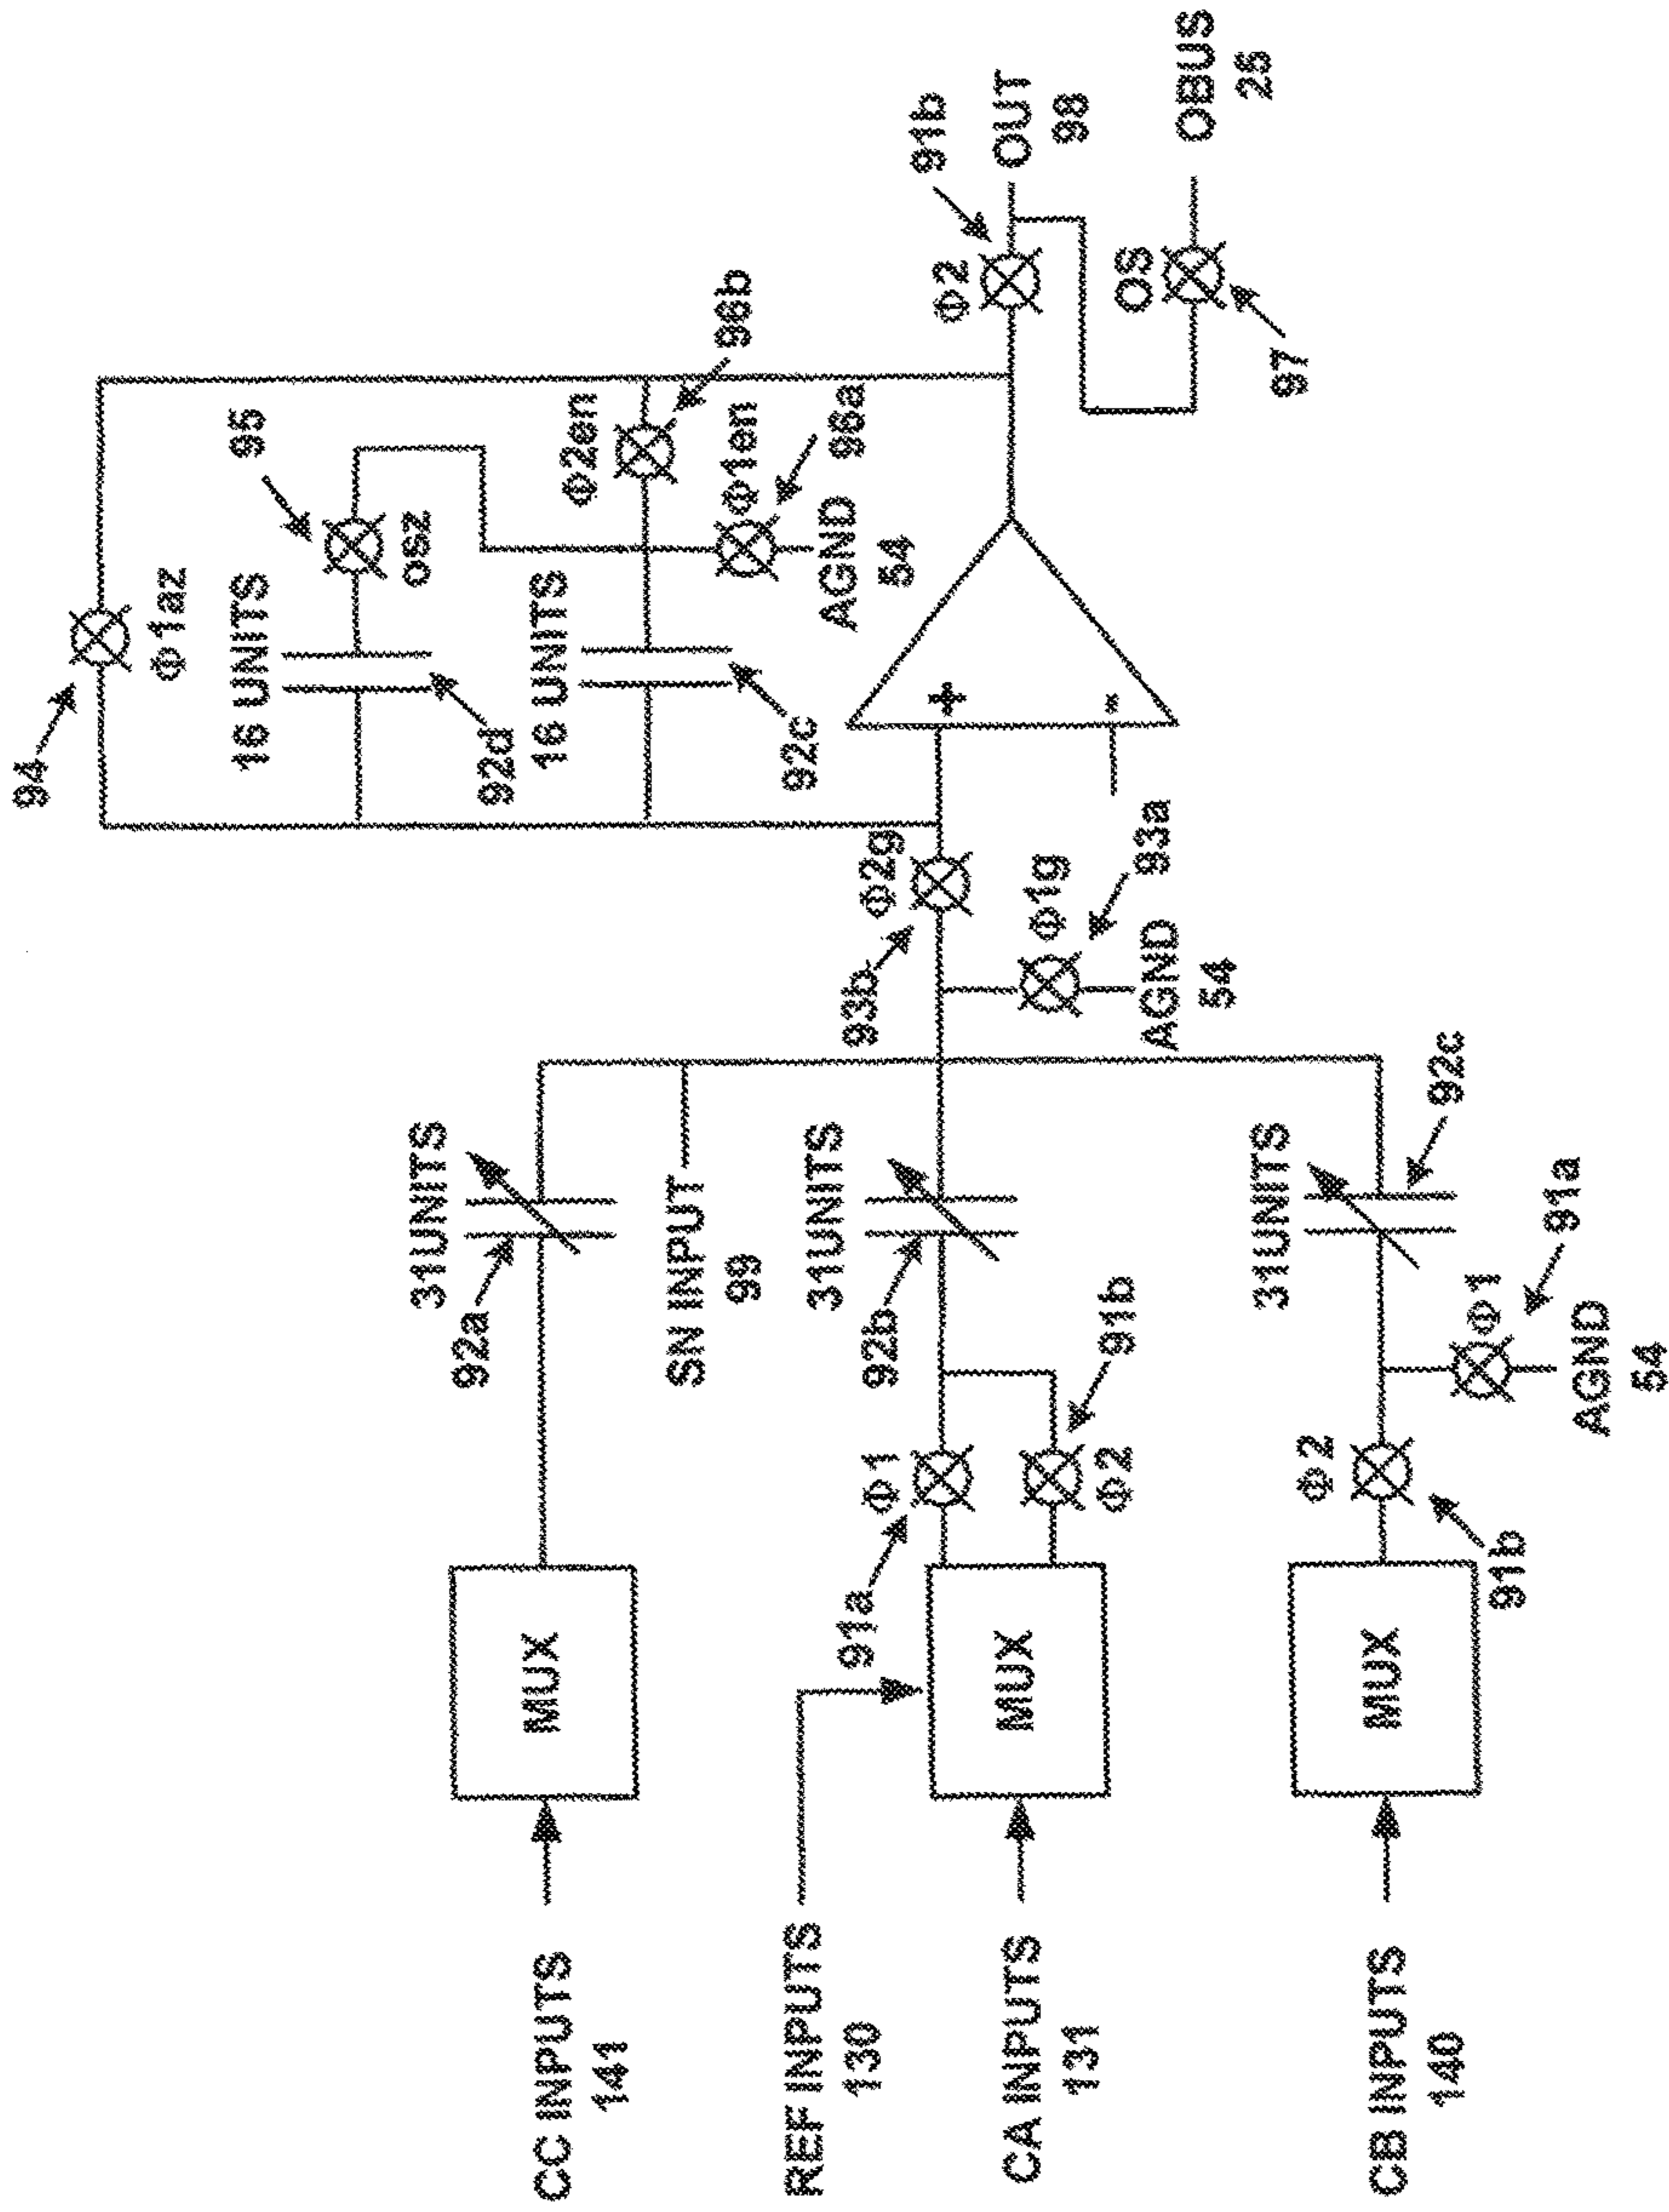 94
Φ1az
95
16 UNITS
osz
92d
16 UNITS
Φ2en
96b
92c
Φ1en
96a
AGND
54
+
-
Φ2
91b
OUT
98
OS
97
OBUS
25
93b
Φ2g
Φ1g
93a
AGND
54
CC INPUTS
141
MUX
92a
31UNITS
SN INPUT
99
REF INPUTS
130
CA INPUTS
131
MUX
91a
Φ1
Φ2
91b
92b
31UNITS
CB INPUTS
140
MUX
Φ2
91b
31UNITS
92c
Φ1
91a
AGND
54